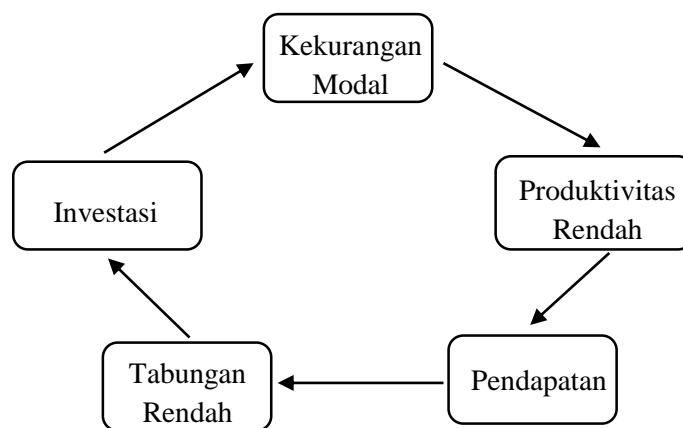 Kekurangan
Modal
Produktivitas
Rendah
Pendapatan
Tabungan
Rendah
Investasi